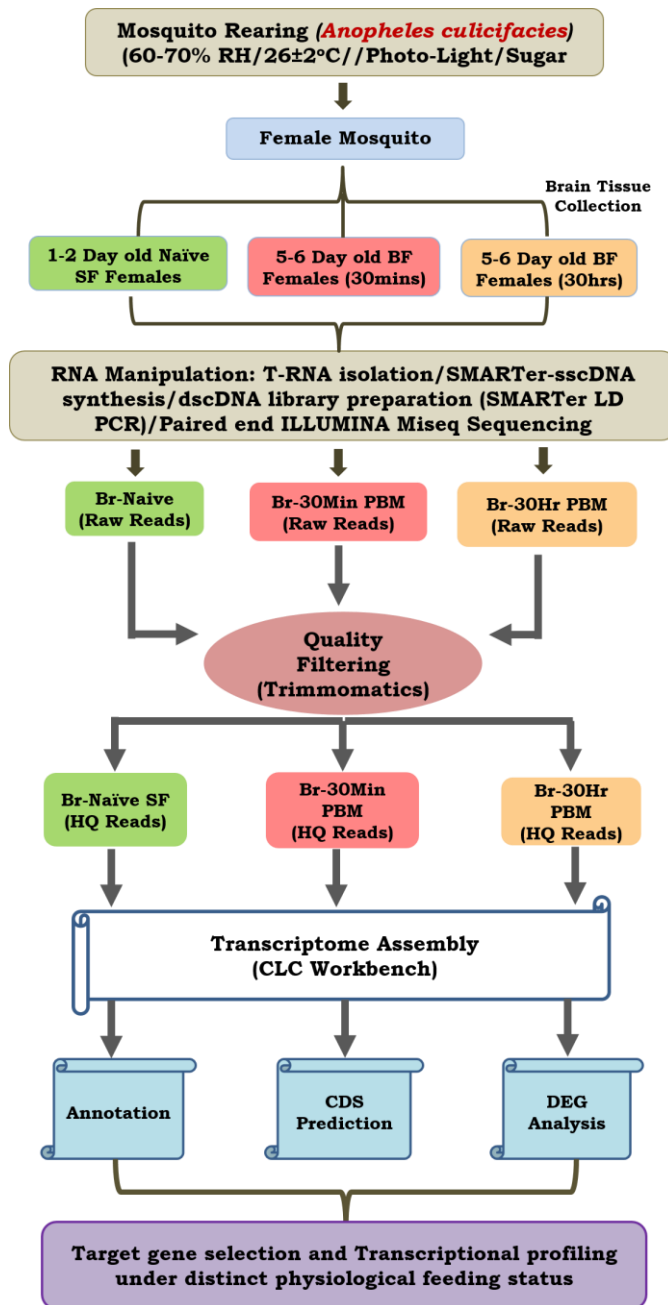 Mosquito Rearing (Anopheles culicifacies)
(60-70% RH/26±2ºC//Photo-Light/Sugar
Female Mosquito
Brain Tissue
Collection
1-2 Day old Naïve
SF Females
5-6 Day old BF
Females (30mins)
5-6 Day old BF
Females (30hrs)
RNA Manipulation: T-RNA isolation/SMARTer-sscDNA
synthesis/dscDNA library preparation (SMARTer LD
PCR)/Paired end ILLUMINA Miseq Sequencing
Br-Naive
(Raw Reads)
Br-30Min PBM
(Raw Reads)
Br-30Hr PBM
(Raw Reads)
Quality
Filtering
(Trimmomatics)
Br-Naïve SF
(HQ Reads)
Br-30Min
PBM
(HQ Reads)
Br-30Hr
PBM
(HQ Reads)
Transcriptome Assembly
(CLC Workbench)
Annotation
CDS
Prediction
DEG
Analysis
Target gene selection and Transcriptional profiling
under distinct physiological feeding status